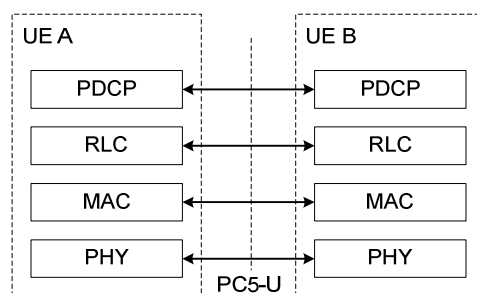 UE A UE B
PDCP PDCP
RLC RLC
MAC MAC
PHY PHY
PC5-U